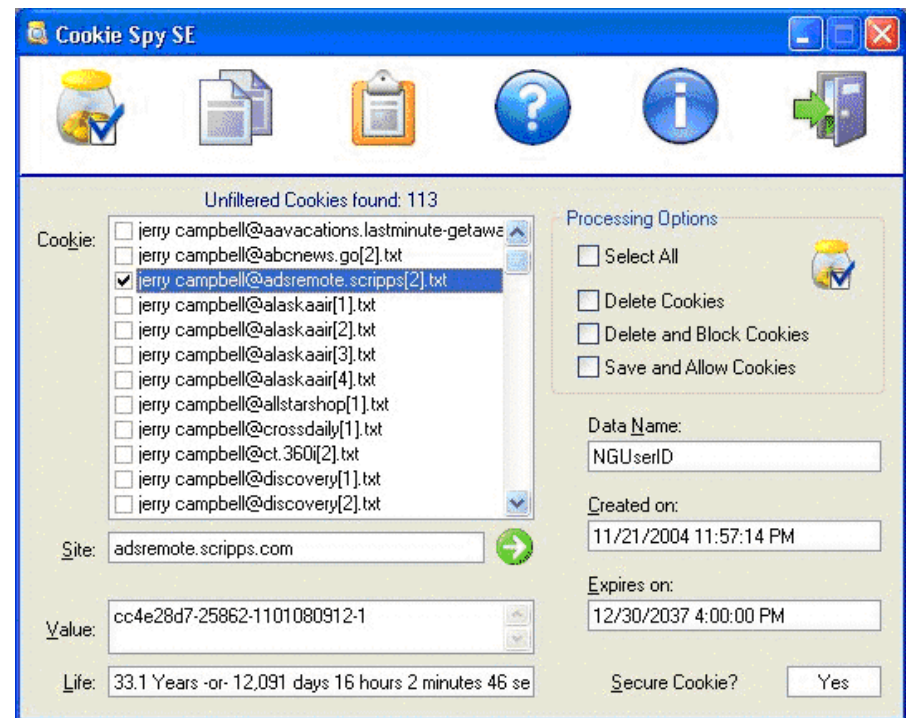 Cookie Spy SE
Unfiltered Cookies found: 113
Cookie:
jerry campbell@aavacations.lastminute-getawa
jerry campbell@abcnews.go[2].txt
jerry campbell@adsremote.scripps[2].txt
jerry campbell@alaskaair[1].txt
jerry campbell@alaskaair[2].txt
jerry campbell@alaskaair[3].txt
jerry campbell@alaskaair[4].txt
jerry campbell@allstarshop[1].txt
jerry campbell@crossdaily[1].txt
jerry campbell@ct.360i[2].txt
jerry campbell@discovery[1].txt
jerry campbell@discovery[2].txt
Site: adsremote.scripps.com
Value: cc4e28d7-25862-1101080912-1
Life: 33.1 Years -or- 12,091 days 16 hours 2 minutes 46 se
Processing Options
Select All
Delete Cookies
Delete and Block Cookies
Save and Allow Cookies
Data Name:
NGUserID
Created on:
11/21/2004 11:57:14 PM
Expires on:
12/30/2037 4:00:00 PM
Secure Cookie? Yes